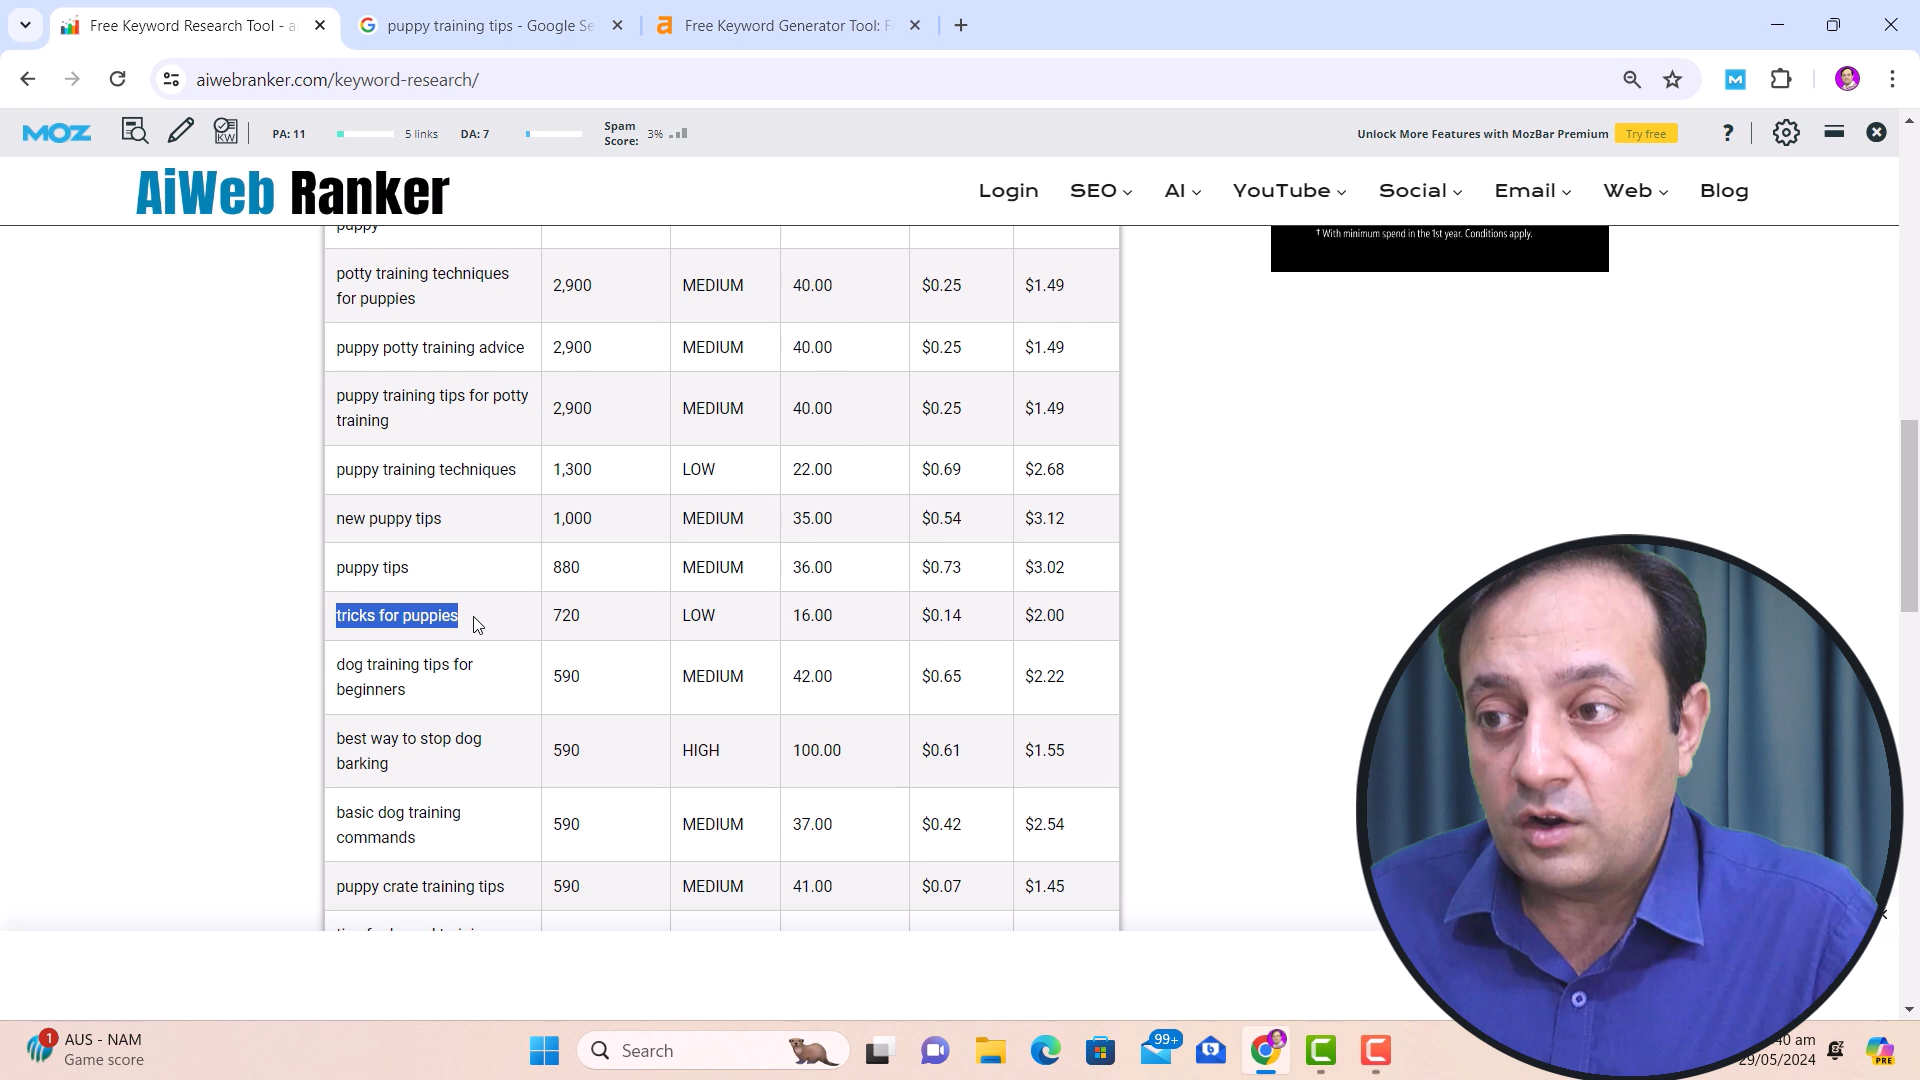 Free Keyword Research Tool - a
puppy training tips - Google Se
Free Keyword Generator Tool: F
aiwebranker.com/keyword-research/
M
MOZ
KW
PA: 11
5 links
DA: 7
Spam Score: 3%
Unlock More Features with MozBar Premium
Try free
?
AiWeb Ranker
Login
SEO
AI
YouTube
Social
Email
Web
Blog
† With minimum spend in the 1st year. Conditions apply.
puppy
potty training techniques
for puppies
2,900 MEDIUM 40.00 $0.25 $1.49
puppy potty training advice 2,900 MEDIUM 40.00 $0.25 $1.49
puppy training tips for potty
training
2,900 MEDIUM 40.00 $0.25 $1.49
puppy training techniques 1,300 LOW 22.00 $0.69 $2.68
new puppy tips 1,000 MEDIUM 35.00 $0.54 $3.12
puppy tips 880 MEDIUM 36.00 $0.73 $3.02
tricks for puppies 720 LOW 16.00 $0.14 $2.00
dog training tips for
beginners
590 MEDIUM 42.00 $0.65 $2.22
best way to stop dog
barking
590 HIGH 100.00 $0.61 $1.55
basic dog training
commands
590 MEDIUM 37.00 $0.42 $2.54
puppy crate training tips 590 MEDIUM 41.00 $0.07 $1.45
1
AUS - NAM
Game score
Search
99+
40 am
29/05/2024
PRE